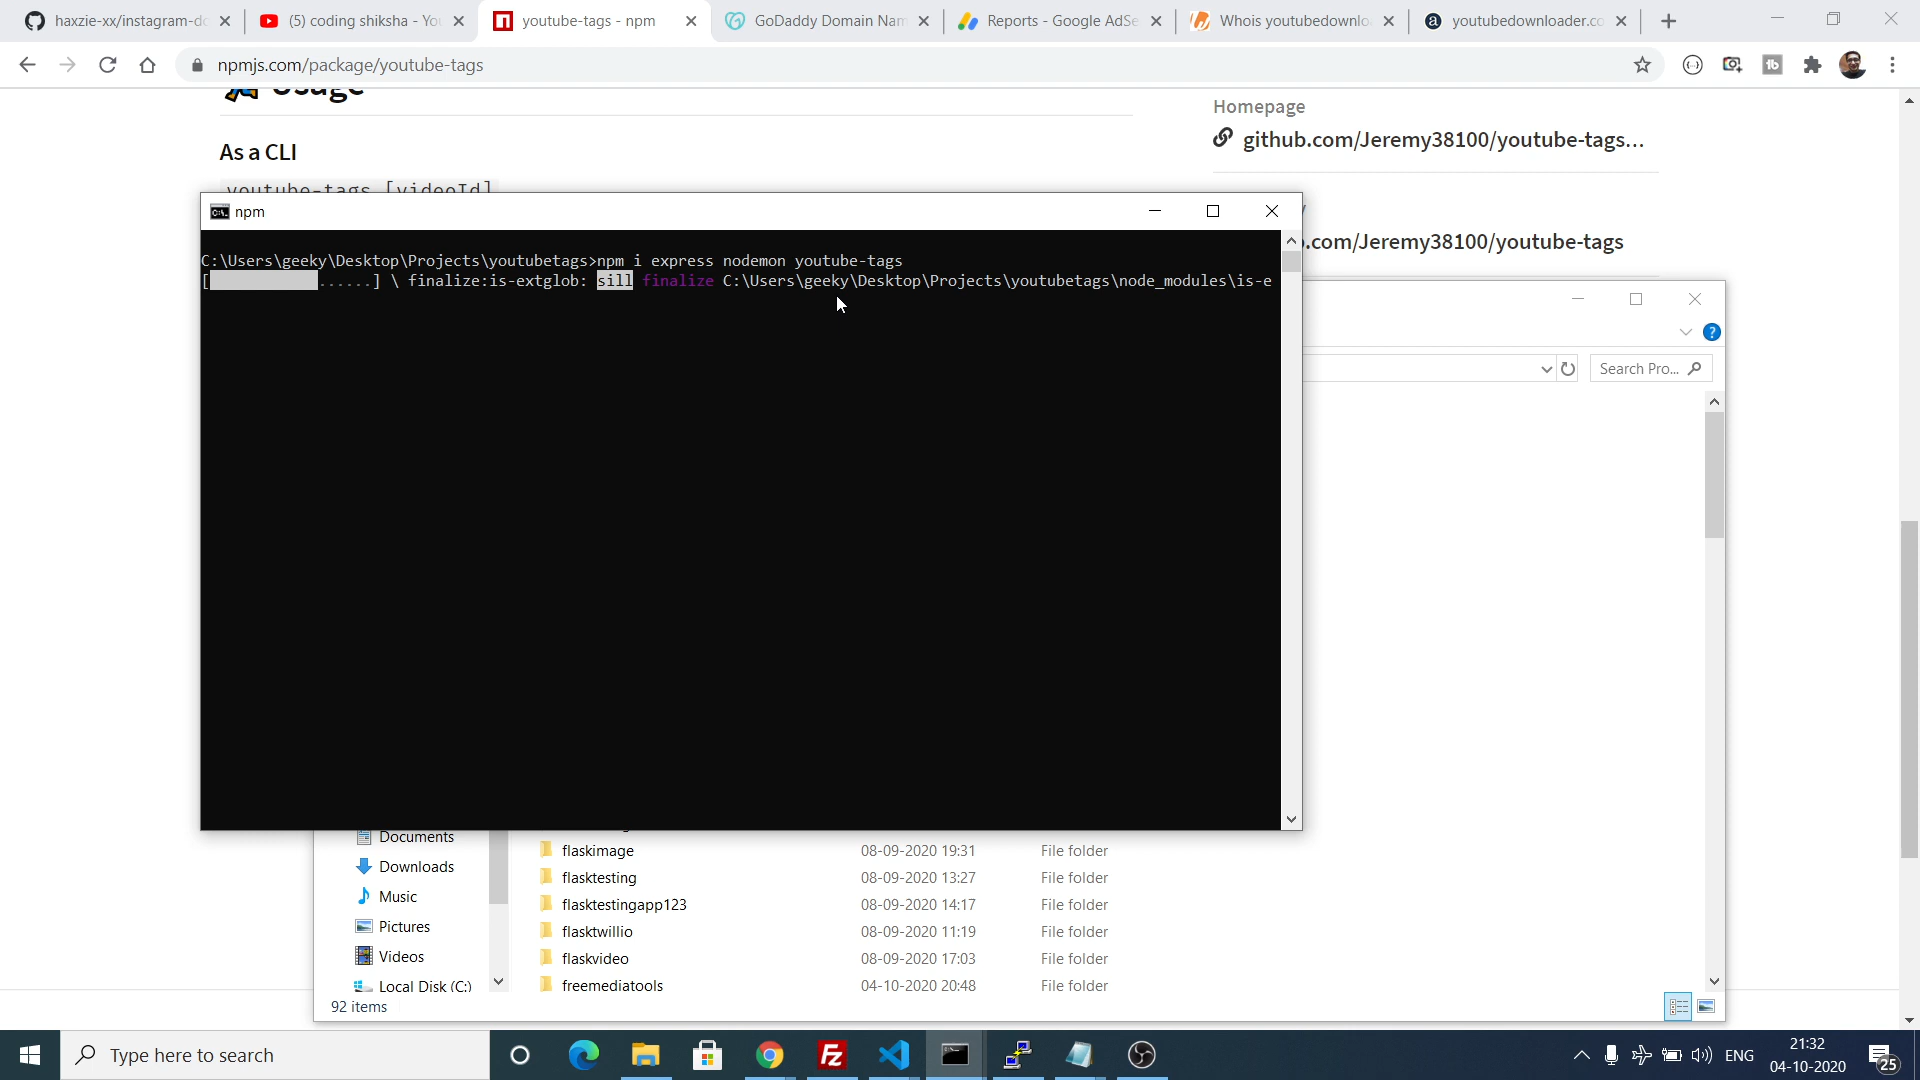 haxzie-xx/instagram-do
(5) coding shiksha - You
youtube-tags - npm
GoDaddy Domain Nam
Reports - Google AdSe
Whois youtubedownlo
youtubedownloader.co
npmjs.com/package/youtube-tags
Usage
As a CLI
youtube-tags [videoId]
Homepage
github.com/Jeremy38100/youtube-tags...
.com/Jeremy38100/youtube-tags
npm
C:\Users\geeky\Desktop\Projects\youtubetags>npm i express nodemon youtube-tags
[ ......] \ finalize:is-extglob: sill finalize C:\Users\geeky\Desktop\Projects\youtubetags\node_modules\is-e
Search Pro...
Documents
Downloads
Music
Pictures
Videos
Local Disk (C:)
flaskimage 08-09-2020 19:31 File folder
flasktesting 08-09-2020 13:27 File folder
flasktestingapp123 08-09-2020 14:17 File folder
flasktwillio 08-09-2020 11:19 File folder
flaskvideo 08-09-2020 17:03 File folder
freemediatools 04-10-2020 20:48 File folder
92 items
Type here to search
ENG
21:32
04-10-2020
25